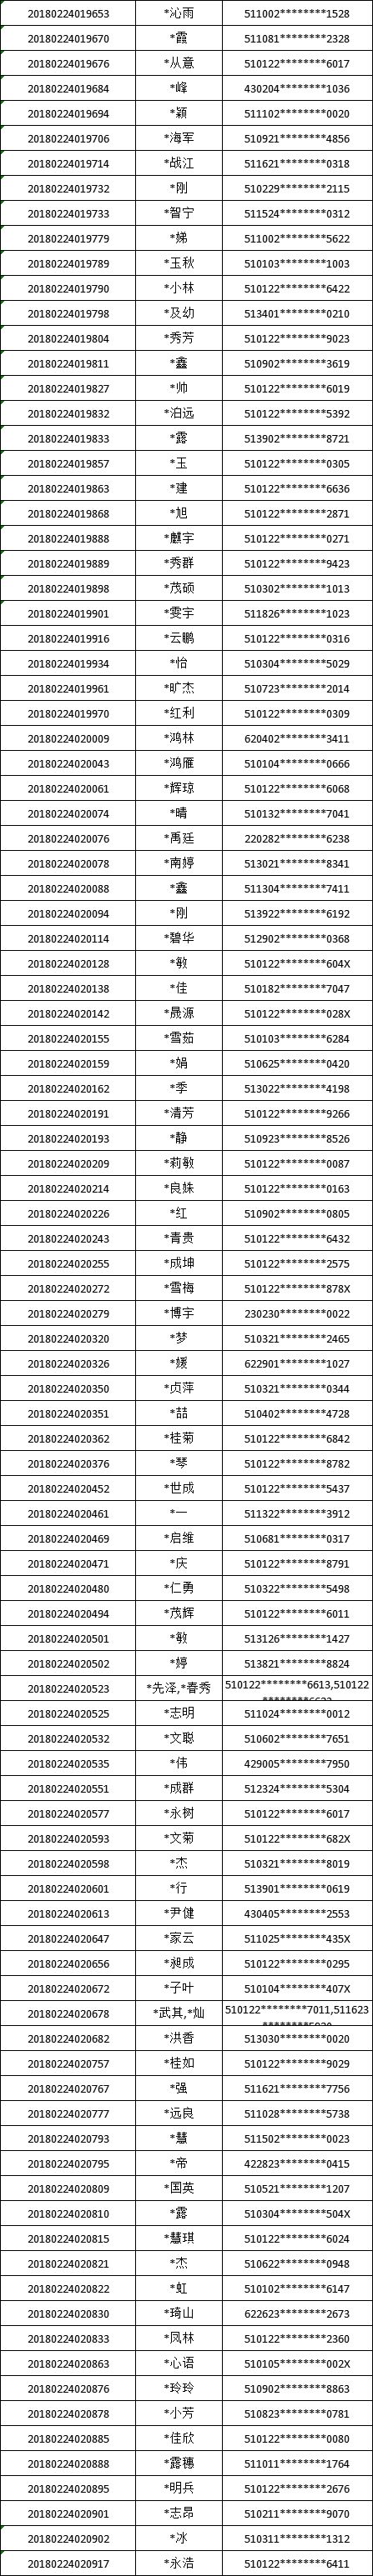 20180224019653 *沁雨 511002********1528
20180224019670 *霞 511081********2328
20180224019676 *从意 510122********6017
20180224019684 *峰 430204********1036
20180224019694 *颖 511102********0020
20180224019706 *海军 510921********4856
20180224019714 *战江 511621********0318
20180224019732 *刚 510229********2115
20180224019733 *智宁 511524********0312
20180224019779 *娣 511002********5622
20180224019789 *玉秋 510103********1003
20180224019790 *小林 510122********6422
20180224019798 *及幼 513401********0210
20180224019804 *秀芳 510122********9023
20180224019811 *鑫 510902********3619
20180224019827 *帅 510122********6019
20180224019832 *泊远 510122********5392
20180224019833 *露 513902********8721
20180224019857 *玉 510122********0305
20180224019863 *建 510122********6636
20180224019868 *旭 510122********2871
20180224019888 *麒宇 510122********0271
20180224019889 *秀群 510122********9423
20180224019898 *茂硕 510302********1013
20180224019901 *雯宇 511826********1023
20180224019916 *云鹏 510122********0316
20180224019934 *怡 510304********5029
20180224019961 *旷杰 510723********2014
20180224019970 *红利 510122********0309
20180224020009 *鸿林 620402********3411
20180224020043 *鸿雁 510104********0666
20180224020061 *辉琼 510122********6068
20180224020074 *晴 510132********7041
20180224020076 *禹廷 220282********6238
20180224020078 *南婷 513021********8341
20180224020088 *鑫 511304********7411
20180224020094 *刚 513922********6192
20180224020114 *碧华 512902********0368
20180224020128 *敏 510122********604X
20180224020138 *佳 510182********7047
20180224020142 *晟源 510122********028X
20180224020155 *雪茹 510103********6284
20180224020159 *娟 510625********0420
20180224020162 *季 513022********4198
20180224020191 *清芳 510122********9266
20180224020193 *静 510923********8526
20180224020209 *莉敏 510122********0087
20180224020214 *良姝 510122********0163
20180224020226 *红 510902********0805
20180224020243 *青贵 510122********6432
20180224020255 *成坤 510122********2575
20180224020272 *雪梅 510122********878X
20180224020279 *博宇 230230********0022
20180224020320 *梦 510321********2465
20180224020326 *媛 622901********1027
20180224020350 *贞萍 510321********0344
20180224020351 *喆 510402********4728
20180224020362 *桂菊 510122********6842
20180224020376 *琴 510122********8782
20180224020452 *世成 510122********5437
20180224020461 *一 511322********3912
20180224020469 *启维 510681********0317
20180224020471 *庆 510122********8791
20180224020480 *仁勇 510322********5498
20180224020494 *茂辉 510122********6011
20180224020501 *敏 513126********1427
20180224020502 *婷 513821********8824
20180224020523 *先泽,*春秀 510122********6613,510122
20180224020525 *志明 511024********0012
20180224020532 *文聪 510602********7651
20180224020535 *伟 429005********7950
20180224020551 *成群 512324********5304
20180224020577 *永树 510122********6017
20180224020593 *文菊 510122********682X
20180224020598 *杰 510321********8019
20180224020601 *行 513901********0619
20180224020613 *尹健 430405********2553
20180224020647 *家云 511025********435X
20180224020656 *昶成 510122********0295
20180224020672 *子叶 510104********407X
20180224020678 *武其,*灿 510122********7011,511623
20180224020682 *洪香 513030********0020
20180224020757 *桂如 510122********9029
20180224020767 *强 511621********7756
20180224020777 *远良 511028********5738
20180224020793 *慧 511502********0023
20180224020795 *帝 422823********0415
20180224020809 *国英 510521********1207
20180224020810 *露 510304********504X
20180224020815 *慧琪 510122********6024
20180224020821 *杰 510622********0948
20180224020822 *虹 510102********6147
20180224020830 *琦山 622623********2673
20180224020833 *凤林 510122********2360
20180224020863 *心语 510105********002X
20180224020876 *玲玲 510902********8863
20180224020878 *小芳 510823********0781
20180224020885 *佳欣 510122********0080
20180224020888 *露穗 511011********1764
20180224020895 *明兵 510122********2676
20180224020901 *志昂 510211********9070
20180224020902 *冰 510311********1312
20180224020917 *永浩 510122********6411